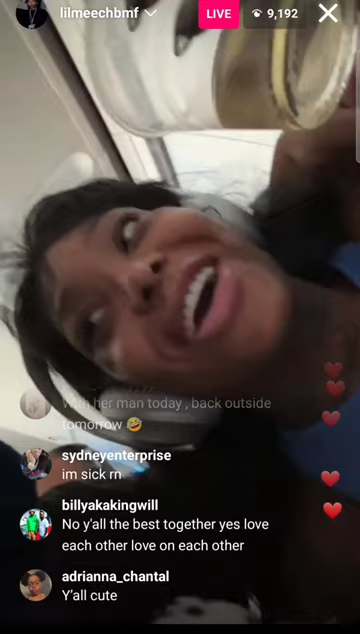 lilmeechbmf
LIVE
9,192
With her man today , back outside
tomorrow 🤣
sydneyenterprise
im sick rn
billyakakingwill
No y'all the best together yes love
each other love on each other
adrianna_chantal
Y'all cute